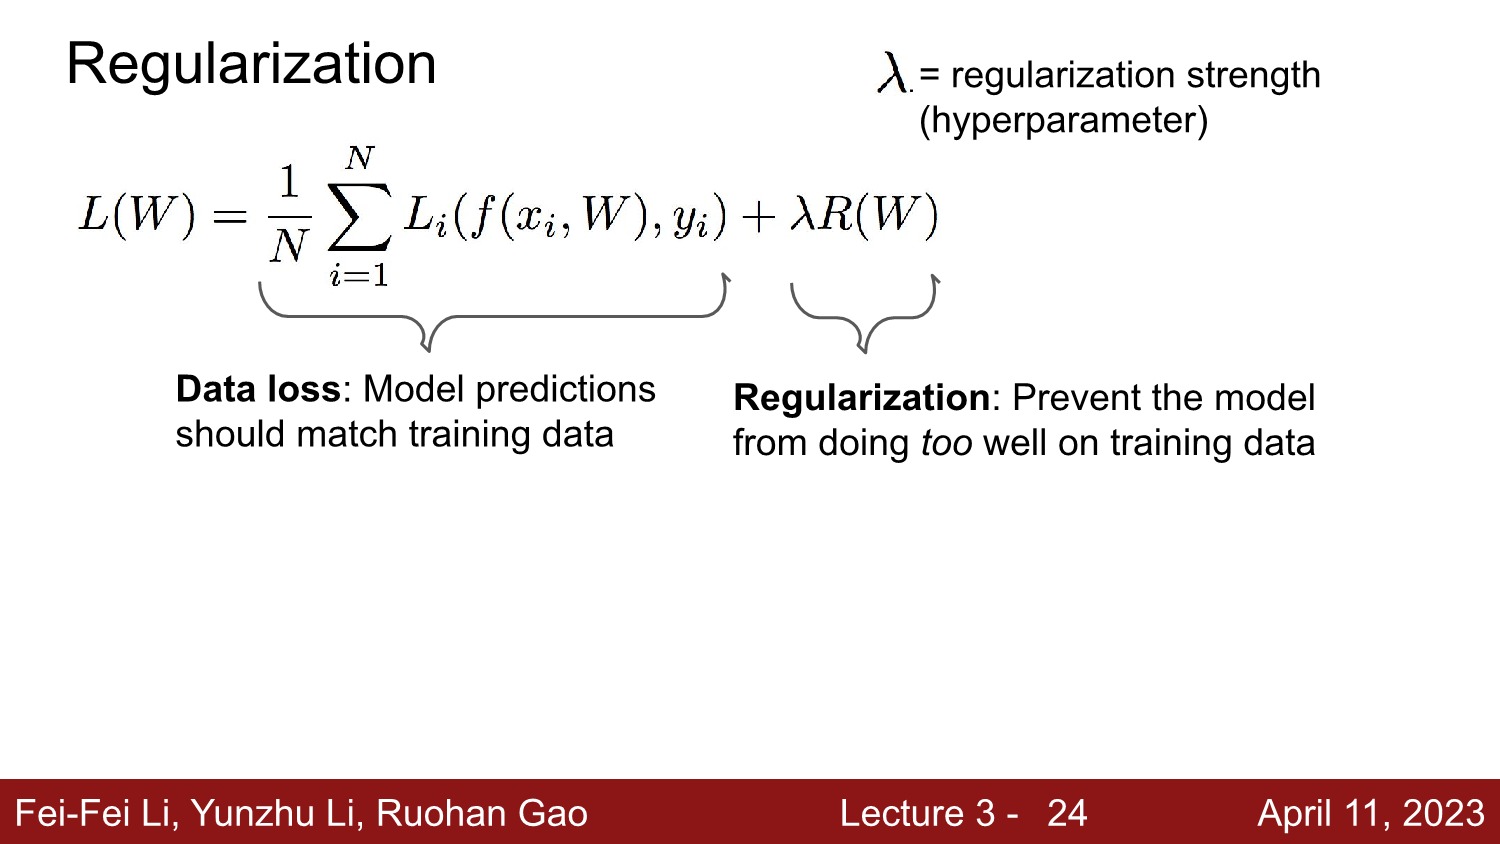 Regularization
λ = regularization strength
(hyperparameter)
L(W) = \frac{1}{N} \sum_{i=1}^{N} L_i(f(x_i, W), y_i) + λR(W)
Data loss: Model predictions
should match training data
Regularization: Prevent the model
from doing too well on training data
Fei-Fei Li, Yunzhu Li, Ruohan Gao Lecture 3 - 24 April 11, 2023